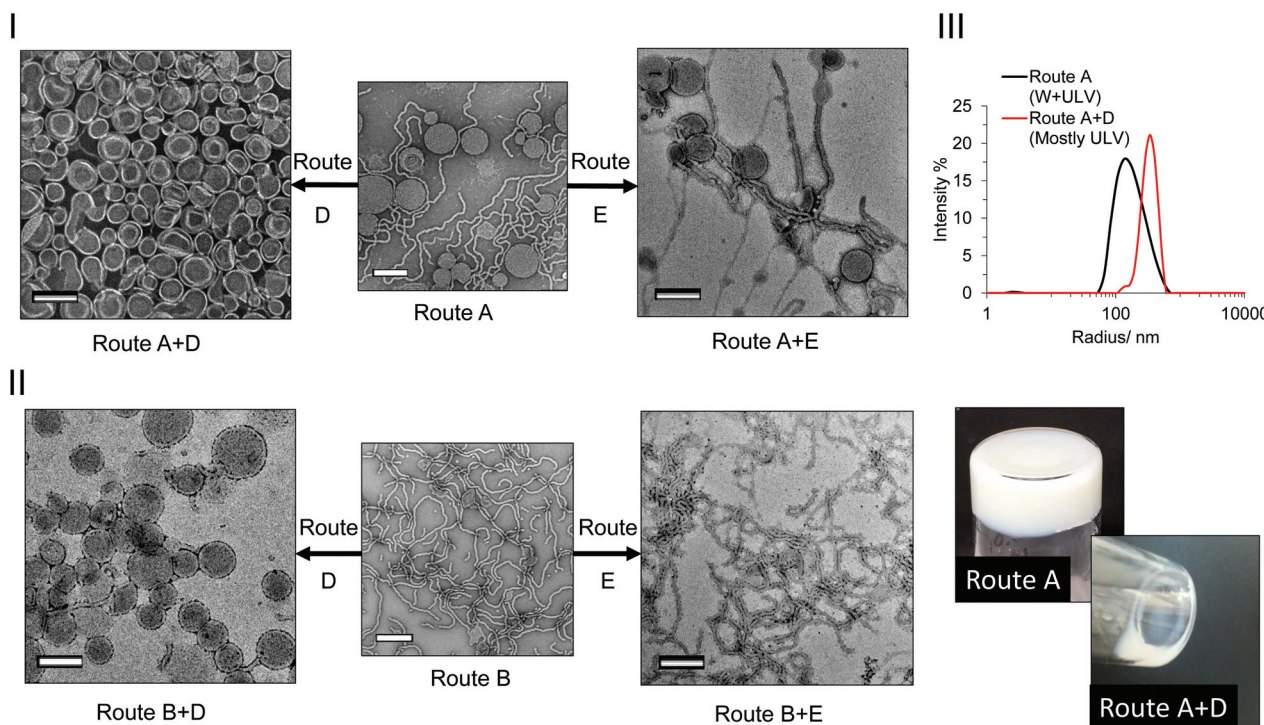 I
Route
D
Route
E
Route A+D
Route A
Route A+E
II
Route
D
Route
E
Route B+D
Route B
Route B+E
III
Route A
(W+ULV)
Route A+D
(Mostly ULV)
25
20
15
10
5
0
Intensity %
1
100
10000
Radius/ nm
Route A
Route A+D